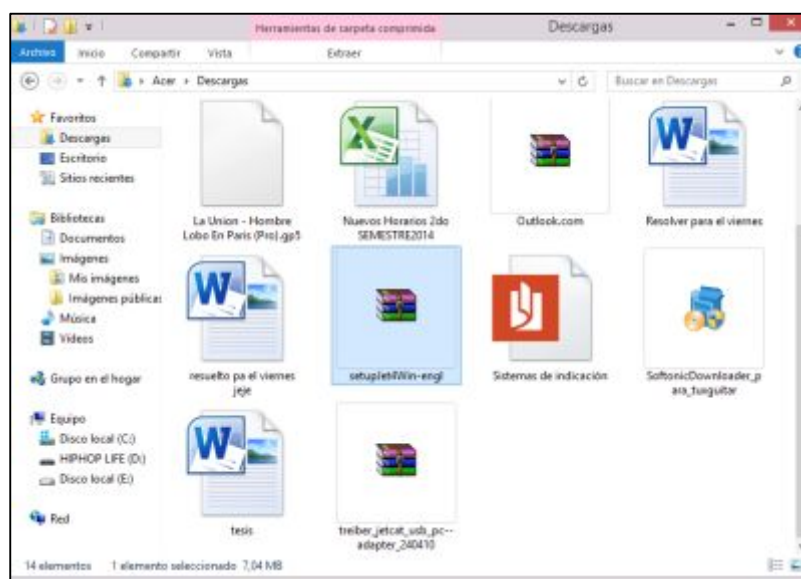 Herramientas de carpeta comprimida
Descargas
Archivo
Inicio
Compartir
Vista
Extraer
Acer
Descargas
Buscar en Descargas
Favoritos
Descargas
Escritorio
Sitios recientes
Bibliotecas
Documentos
Imágenes
Mis imágenes
Imágenes públicas
Música
Vídeos
Grupo en el hogar
Equipo
Disco local (C:)
HIPHOP LIFE (D:)
Disco local (E:)
Red
La Union - Hombre
Lobo En Paris (Pro).gp5
Nuevos Horarios 2do
SEMESTRE2014
Outlook.com
Resolver para el viernes
resuelto pa el viernes
jeje
Sistemas de indicación
SoftonicDownloader_p
ara_tuxguitar
tesis
treiber_jetcat_usb_pc--
adapter_240410
14 elementos
1 elemento seleccionado 7,04 MB